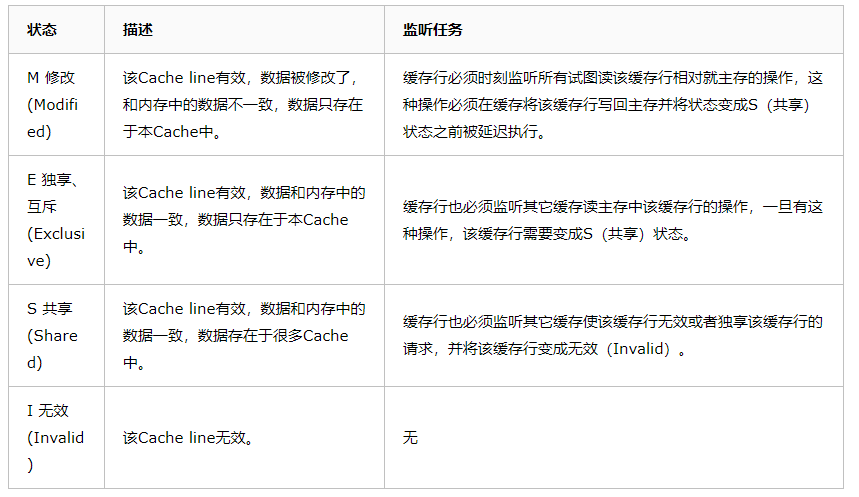 状态
描述
监听任务
M 修改
(Modifi
ed)
该Cache line有效，数据被修改了，
和内存中的数据不一致，数据只存在
于本Cache中。
缓存行必须时刻监听所有试图读该缓存行相对就主存的操作，这
种操作必须在缓存将该缓存行写回主存并将状态变成S（共享）
状态之前被延迟执行。
E 独享、
互斥
(Exclusi
ve)
该Cache line有效，数据和内存中的
数据一致，数据只存在于本Cache
中。
缓存行也必须监听其它缓存读主存中该缓存行的操作，一旦有这
种操作，该缓存行需要变成S（共享）状态。
S 共享
(Share
d)
该Cache line有效，数据和内存中的
数据一致，数据存在于很多Cache
中。
缓存行也必须监听其它缓存使该缓存行无效或者独享该缓存行的
请求，并将该缓存行变成无效（Invalid）。
I 无效
(Invalid
)
该Cache line无效。
无